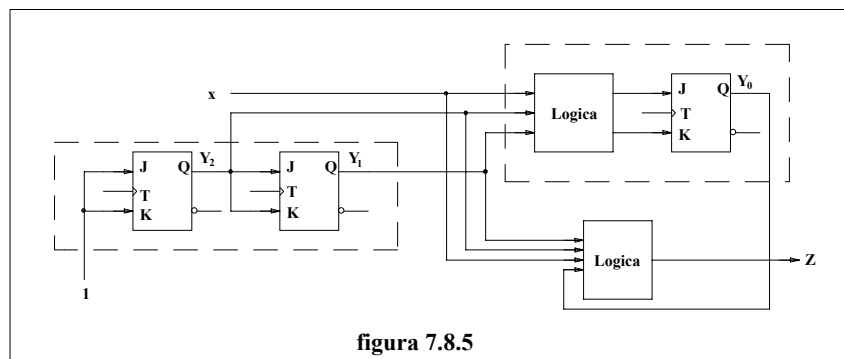 x
J Q Y₀
Logica T
K
J Q Y₂ J Q Y₁
T T
K K
Logica Z
1
figura 7.8.5